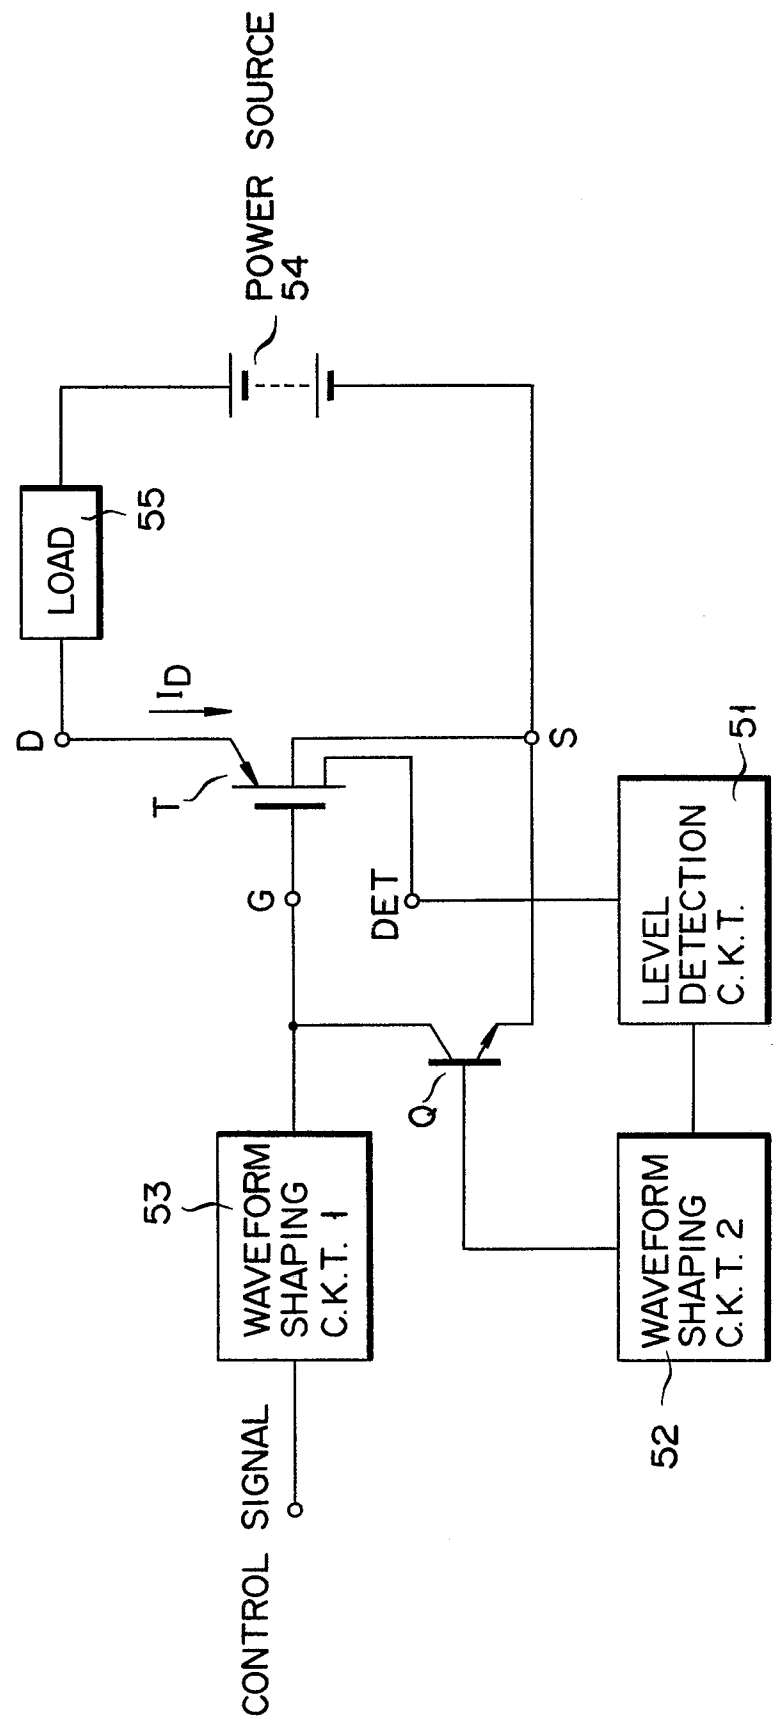 CONTROL SIGNAL
53
WAVEFORM
SHAPING
C.K.T. 1
Q
52
WAVEFORM
SHAPING
C.K.T. 2
G
DET
T
D
I_D
S
LEVEL
DETECTION
C.K.T.
51
LOAD
55
POWER SOURCE
54